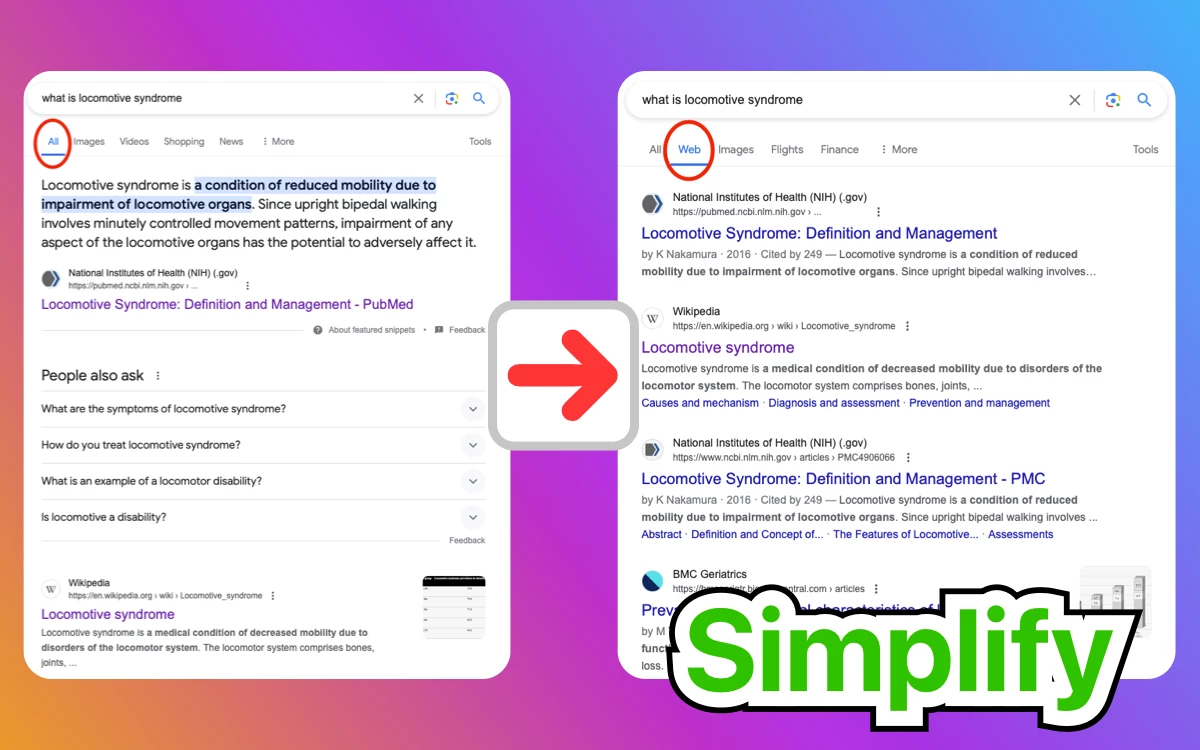 what is locomotive syndrome
All Images Videos Shopping News More Tools
Locomotive syndrome is a condition of reduced mobility due to
impairment of locomotive organs. Since upright bipedal walking
involves minutely controlled movement patterns, impairment of any
aspect of the locomotive organs has the potential to adversely affect it.
National Institutes of Health (NIH) (.gov)
https://pubmed.ncbi.nlm.nih.gov › ...
Locomotive Syndrome: Definition and Management - PubMed
About featured snippets • Feedback
People also ask
What are the symptoms of locomotive syndrome?
How do you treat locomotive syndrome?
What is an example of a locomotor disability?
Is locomotive a disability?
Feedback
Wikipedia
https://en.wikipedia.org › wiki › Locomotive_syndrome
Locomotive syndrome
Locomotive syndrome is a medical condition of decreased mobility due to
disorders of the locomotor system. The locomotor system comprises bones,
joints, ...
what is locomotive syndrome
All Web Images Flights Finance More Tools
National Institutes of Health (NIH) (.gov)
https://pubmed.ncbi.nlm.nih.gov › ...
Locomotive Syndrome: Definition and Management
by K Nakamura · 2016 · Cited by 249 — Locomotive syndrome is a condition of reduced
mobility due to impairment of locomotive organs. Since upright bipedal walking involves...
W Wikipedia
https://en.wikipedia.org › wiki › Locomotive_syndrome
Locomotive syndrome
Locomotive syndrome is a medical condition of decreased mobility due to disorders of the
locomotor system. The locomotor system comprises bones, joints, ...
Causes and mechanism · Diagnosis and assessment · Prevention and management
National Institutes of Health (NIH) (.gov)
https://www.ncbi.nlm.nih.gov › articles › PMC4906066
Locomotive Syndrome: Definition and Management - PMC
by K Nakamura · 2016 · Cited by 249 — Locomotive syndrome is a condition of reduced
mobility due to impairment of locomotive organs. Since upright bipedal walking involves ...
Abstract · Definition and Concept of... · The Features of Locomotive... · Assessments
BMC Geriatrics
articles
by M
loss.
Simplify